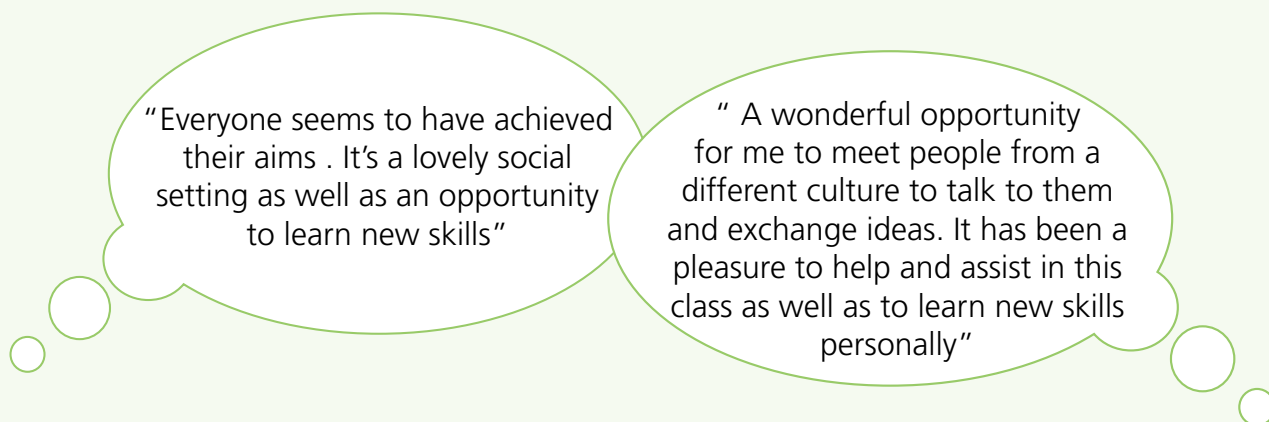 “Everyone seems to have achieved
their aims . It’s a lovely social
setting as well as an opportunity
to learn new skills”
“ A wonderful opportunity
for me to meet people from a
different culture to talk to them
and exchange ideas. It has been a
pleasure to help and assist in this
class as well as to learn new skills
personally”